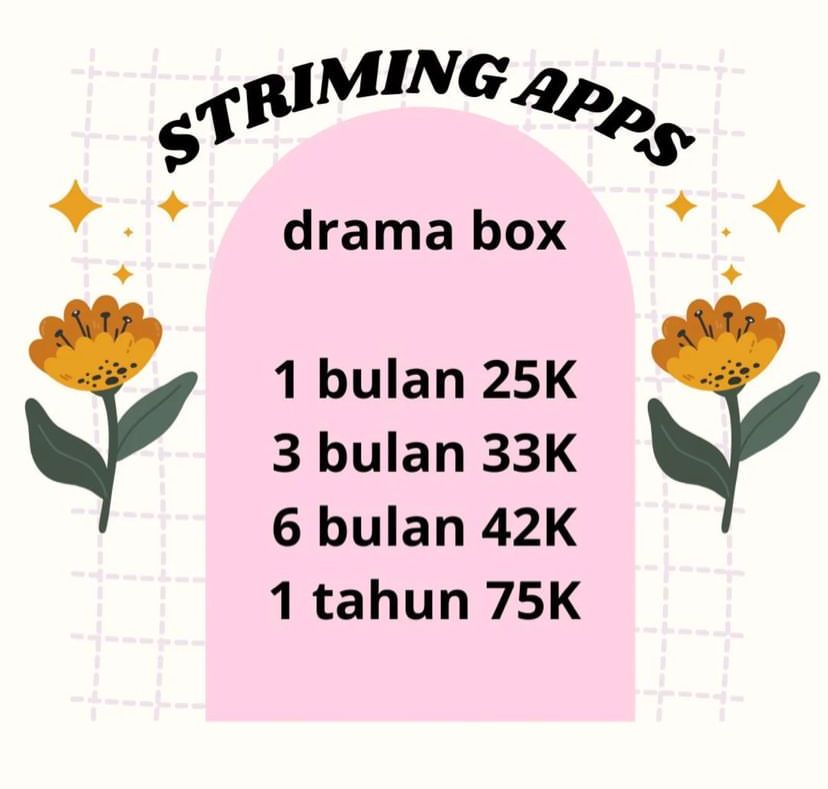 STRIMING APPS
drama box
1 bulan 25K
3 bulan 33K
6 bulan 42K
1 tahun 75K